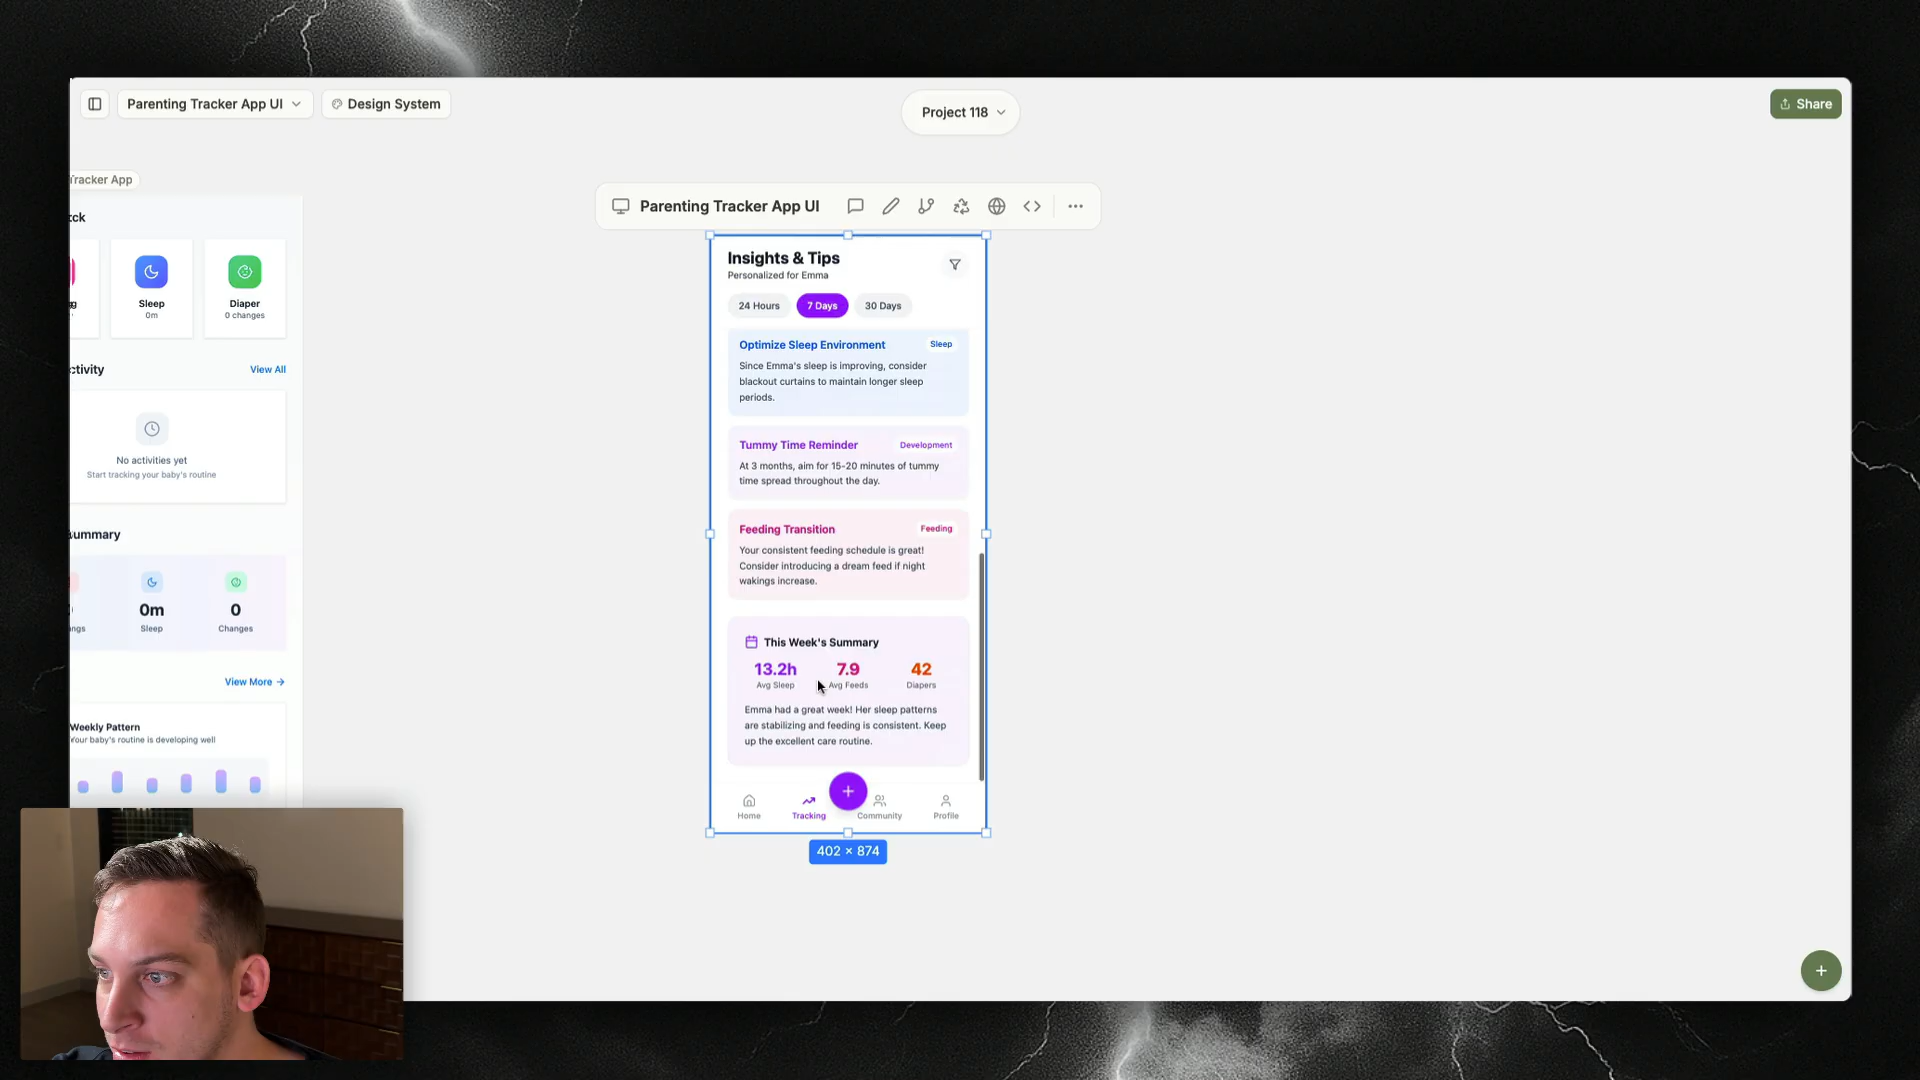 Parenting Tracker App UI
Design System
Project 118
Share
Tracker App
Parenting Tracker App UI
Sleep
0m
Diaper
0 changes
View All
No activities yet
Start tracking your baby's routine
0m
Sleep
0
Changes
View More →
Weekly Pattern
Your baby's routine is developing well
Insights & Tips
Personalized for Emma
24 Hours
7 Days
30 Days
Optimize Sleep Environment
Sleep
Since Emma's sleep is improving, consider
blackout curtains to maintain longer sleep
periods.
Tummy Time Reminder
Development
At 3 months, aim for 15-20 minutes of tummy
time spread throughout the day.
Feeding Transition
Feeding
Your consistent feeding schedule is great!
Consider introducing a dream feed if night
wakings increase.
This Week's Summary
13.2h
7.9
42
Avg Sleep
Avg Feeds
Diapers
Emma had a great week! Her sleep patterns
are stabilizing and feeding is consistent. Keep
up the excellent care routine.
Home
Tracking
Community
Profile
402 × 874